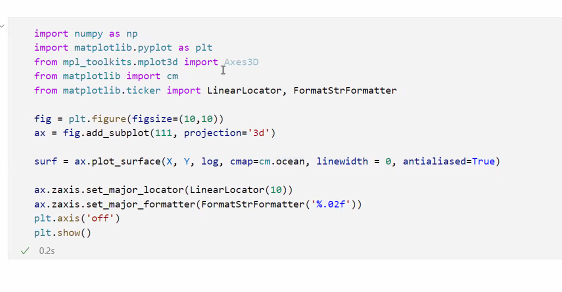 import numpy as np
import matplotlib.pyplot as plt
from mpl_toolkits.mplot3d import Axes3D
from matplotlib import cm
from matplotlib.ticker import LinearLocator, FormatStrFormatter
fig = plt.figure(figsize=(10,10))
ax = fig.add_subplot(111, projection='3d')
surf = ax.plot_surface(X, Y, log, cmap=cm.ocean, linewidth = 0, antialiased=True)
ax.zaxis.set_major_locator(LinearLocator(10))
ax.zaxis.set_major_formatter(FormatStrFormatter('%.02f'))
plt.axis('off')
plt.show()
0.2s